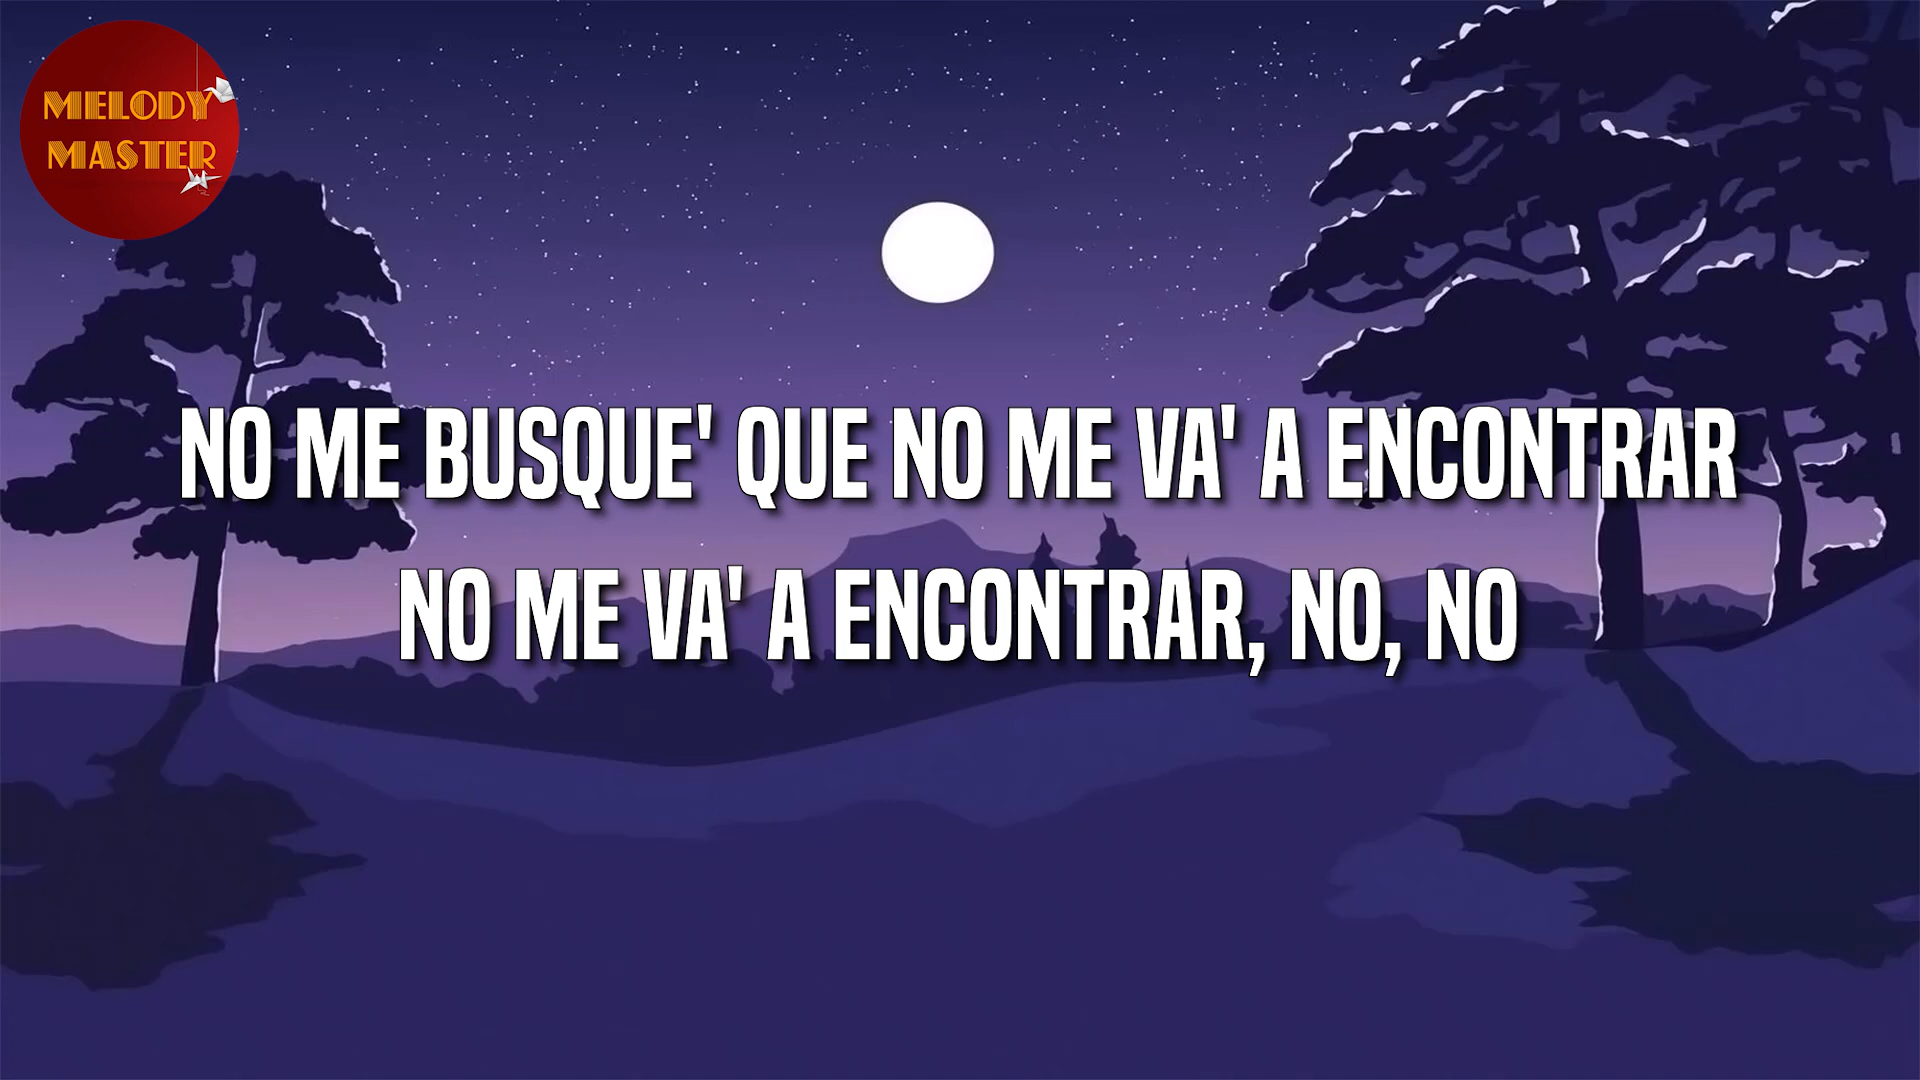 MELODY
MASTER
NO ME BUSQUE' QUE NO ME VA' A ENCONTRAR
NO ME VA' A ENCONTRAR, NO, NO